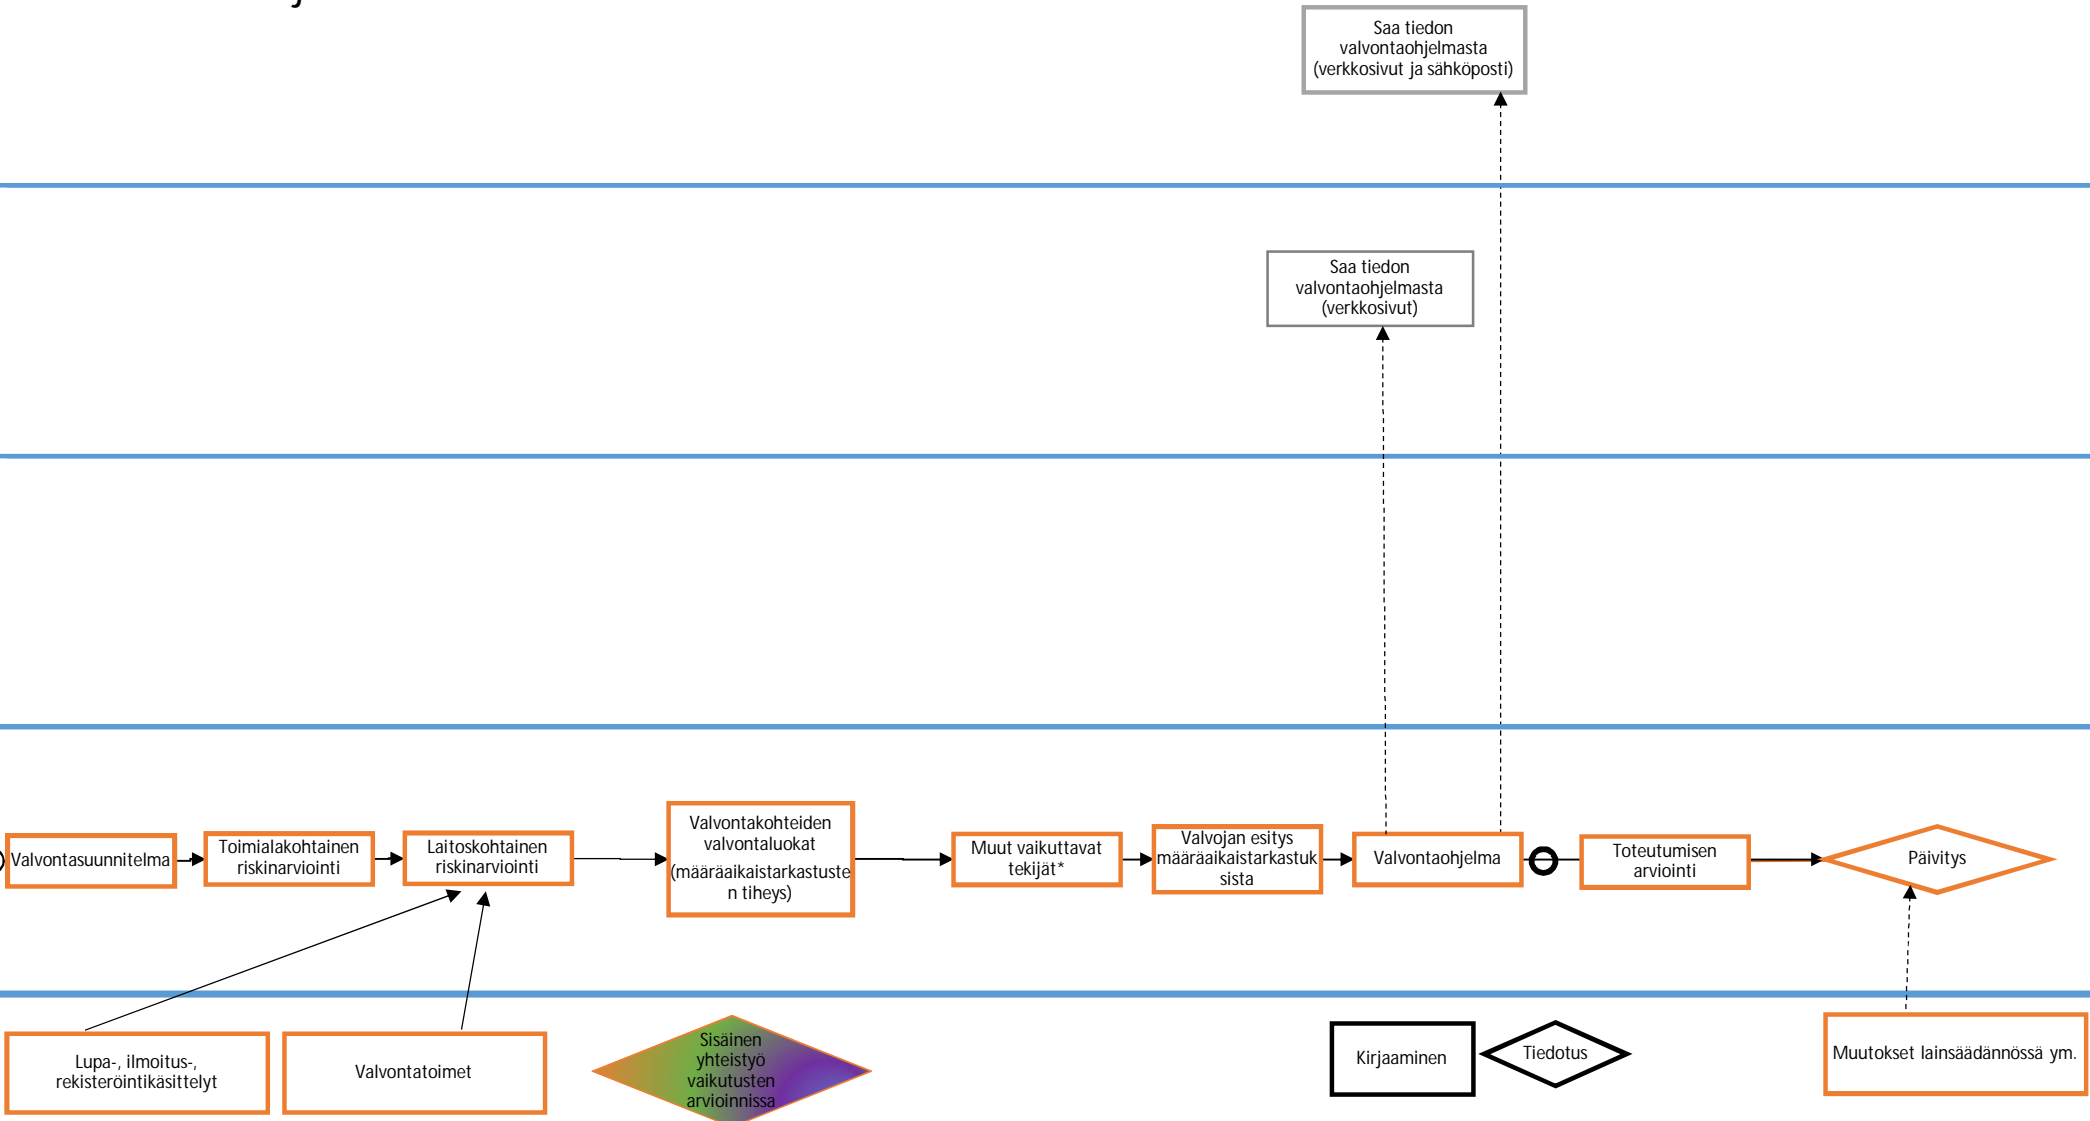 Saa tiedon
valvontaohjelmasta
(verkkosivut ja sähköposti)
Saa tiedon
valvontaohjelmasta
(verkkosivut)
Valvontasuunnitelma
Toimialakohtainen
riskinarviointi
Laitoskohtainen
riskinarviointi
Valvontakohteiden
valvontaluokat
(määräaikaistarkastuste
n tiheys)
Muut vaikuttavat
tekijät*
Valvojan esitys
määräaikaistarkastuk
sista
Valvontaohjelma
Toteutumisen
arviointi
Päivitys
Lupa-, ilmoitus-,
rekisteröintikäsittelyt
Valvontatoimet
Sisäinen
yhteistyö
vaikutusten
arvioinnissa
Kirjaaminen
Tiedotus
Muutokset lainsäädännössä ym.